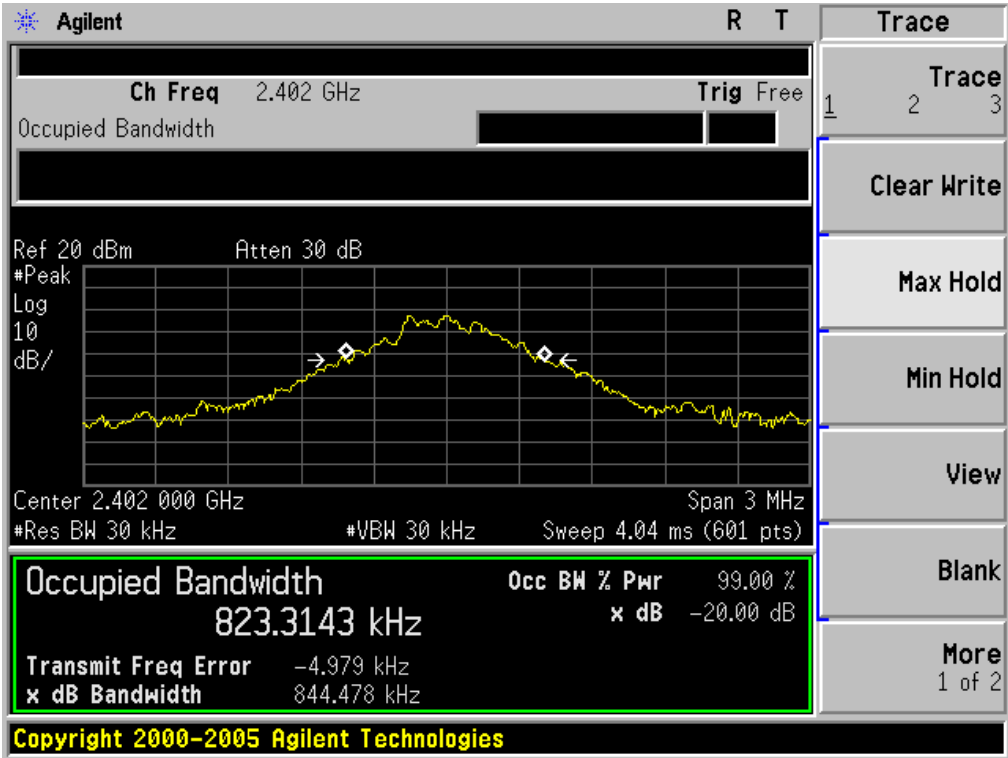 Agilent R T Trace
Ch Freq 2.402 GHz Trig Free
Occupied Bandwidth
Trace
1 2 3
Clear Write
Max Hold
Min Hold
View
Blank
More
1 of 2
Ref 20 dBm Atten 30 dB
#Peak
Log
10
dB/
Center 2.402 000 GHz Span 3 MHz
#Res BW 30 kHz #VBW 30 kHz Sweep 4.04 ms (601 pts)
Occupied Bandwidth Occ BW % Pwr 99.00 %
823.3143 kHz x dB -20.00 dB
Transmit Freq Error -4.979 kHz
x dB Bandwidth 844.478 kHz
Copyright 2000-2005 Agilent Technologies